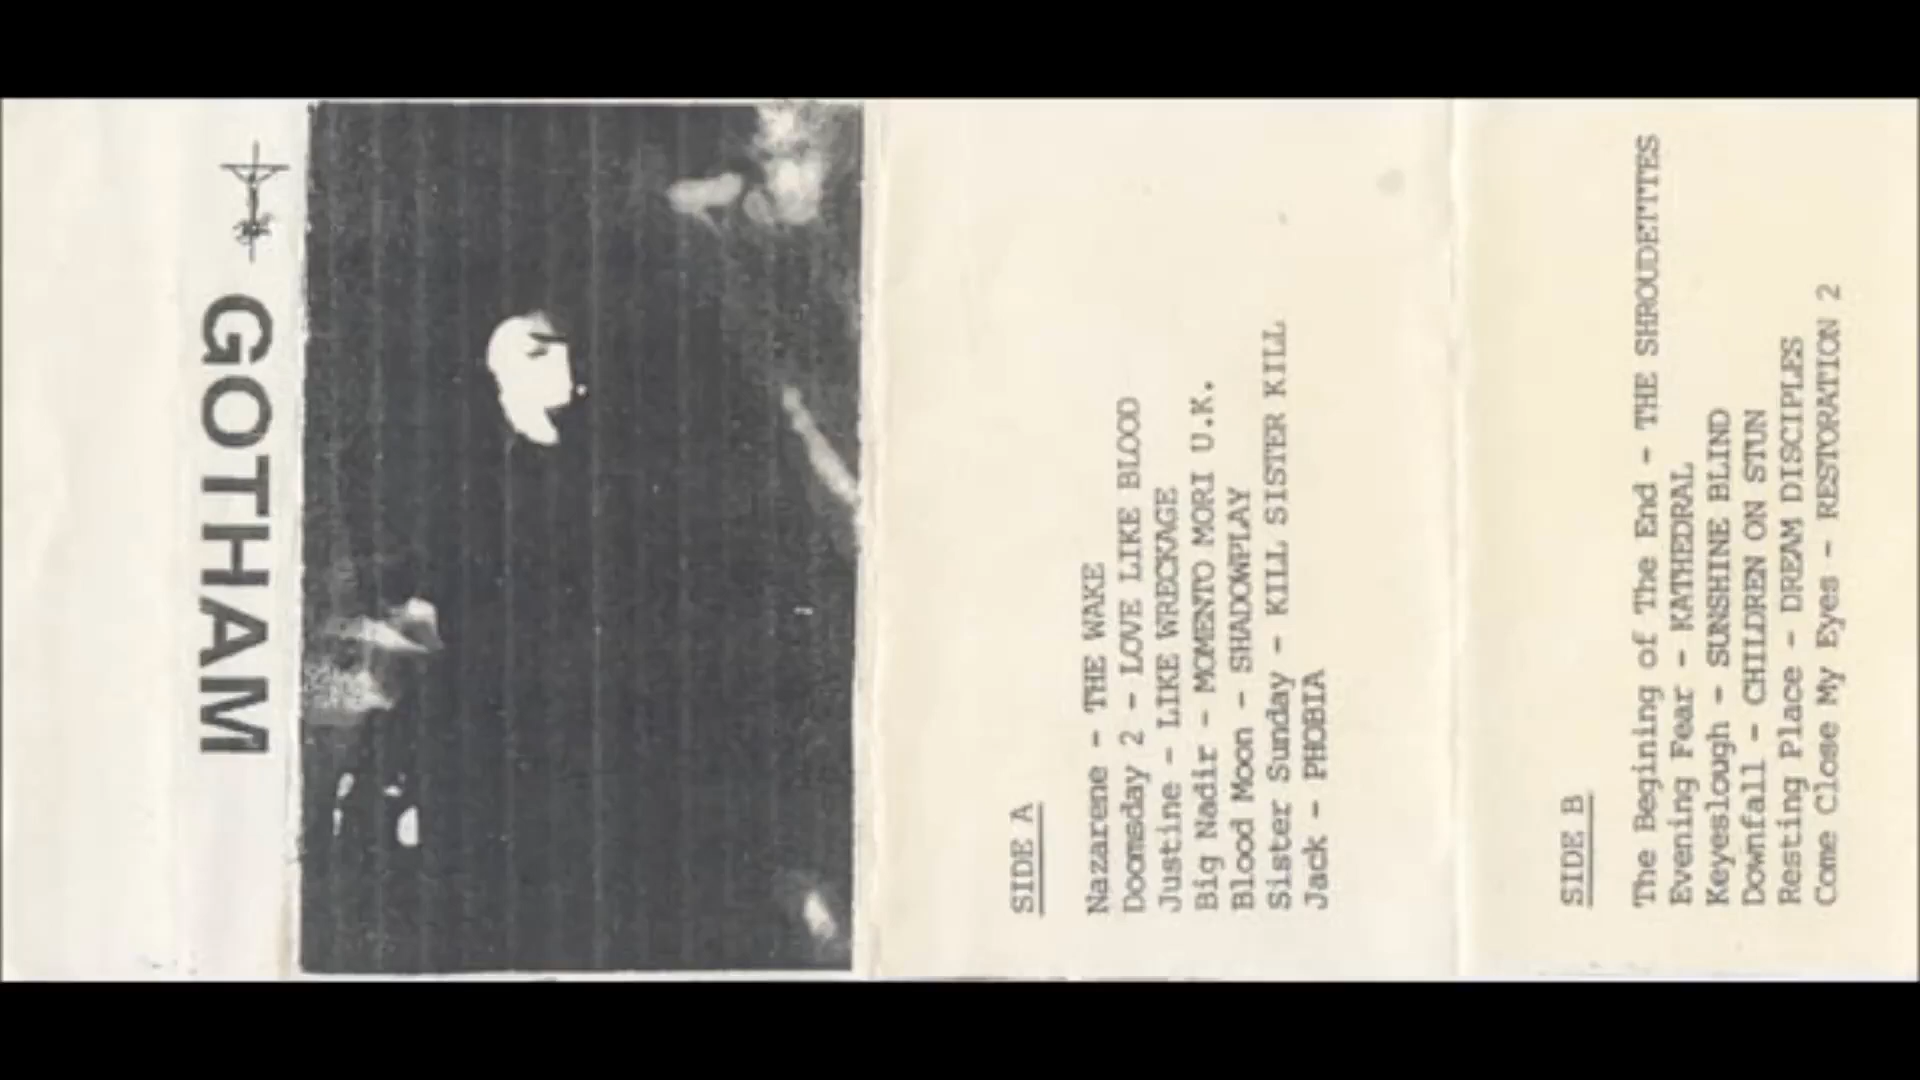 GOTHAM
SIDE A
Nazarene - THE WAKE
Doomsday 2 - LOVE LIKE BLOOD
Justine - LIKE WRECKAGE
Big Nadir - MOMENTO MORI U.K.
Blood Moon - SHADOWPLAY
Sister Sunday - KILL SISTER KILL
Jack - PHOBIA
SIDE B
The Begining of The End - THE SHROUDETTES
Evening Fear - KATHEDRAL
Keyeslough - SUNSHINE BLIND
Downfall - CHILDREN ON STUN
Resting Place - DREAM DISCIPLES
Come Close My Eyes - RESTORATION 2